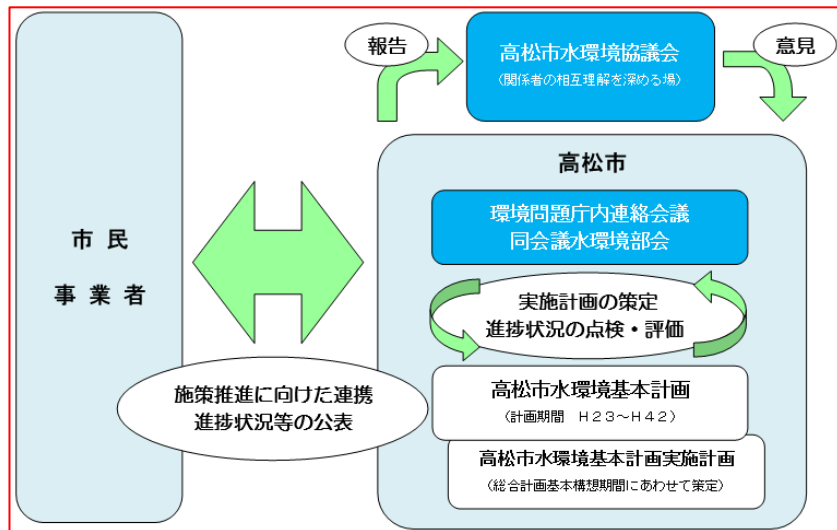 報告
高松市水環境協議会
（関係者の相互理解を深める場）
意見
高松市
環境問題庁内連絡会議
同会議水環境部会
市民
事業者
実施計画の策定
進捗状況の点検・評価
施策推進に向けた連携
進捗状況等の公表
高松市水環境基本計画
（計画期間　Ｈ２３～Ｈ４２）
高松市水環境基本計画実施計画
（総合計画基本構想期間にあわせて策定）